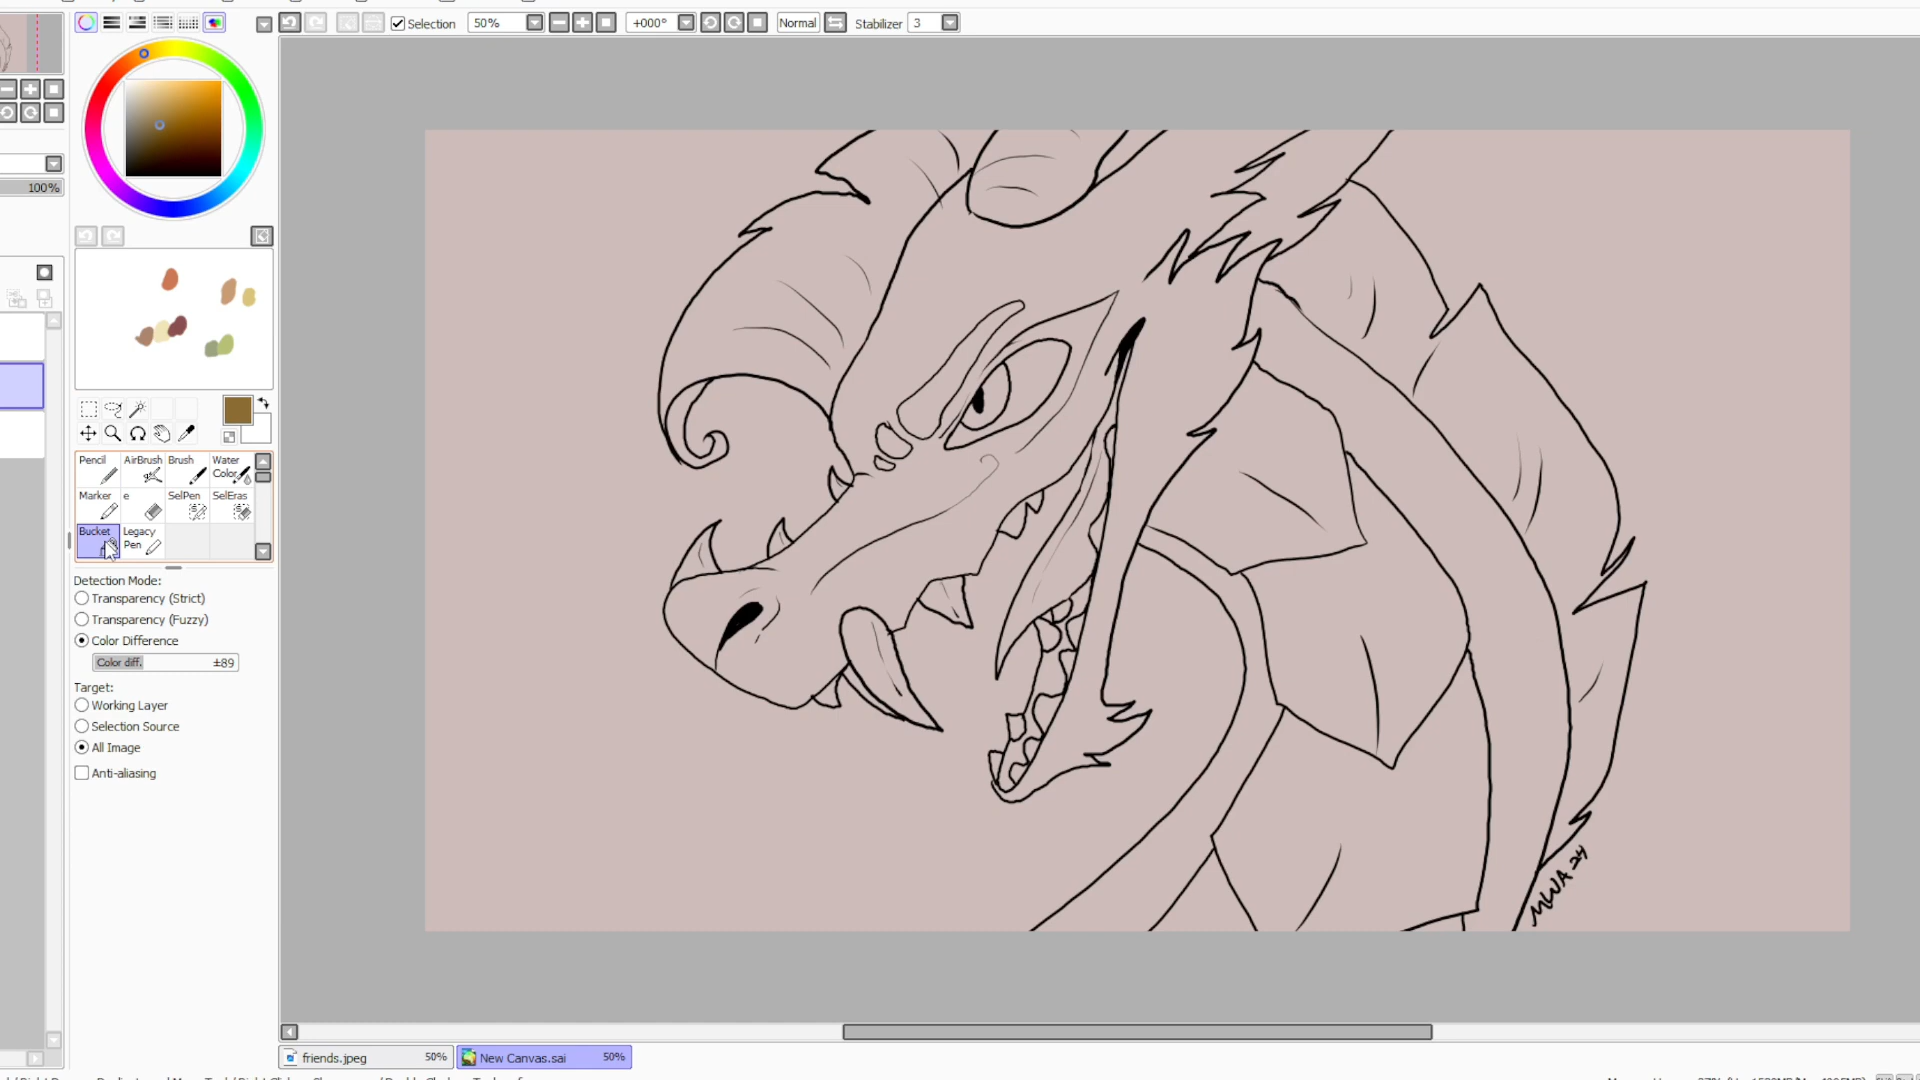 Selection
50%
+000°
Normal
Stabilizer
3
100%
Pencil
AirBrush
Brush
Water
Color
Marker
e
SelPen
SelEras
Bucket
Legacy
Pen
Detection Mode:
Transparency (Strict)
Transparency (Fuzzy)
Color Difference
Color diff.
±89
Target:
Working Layer
Selection Source
All Image
Anti-aliasing
MWA-24
friends.jpeg
50%
New Canvas.sai
50%